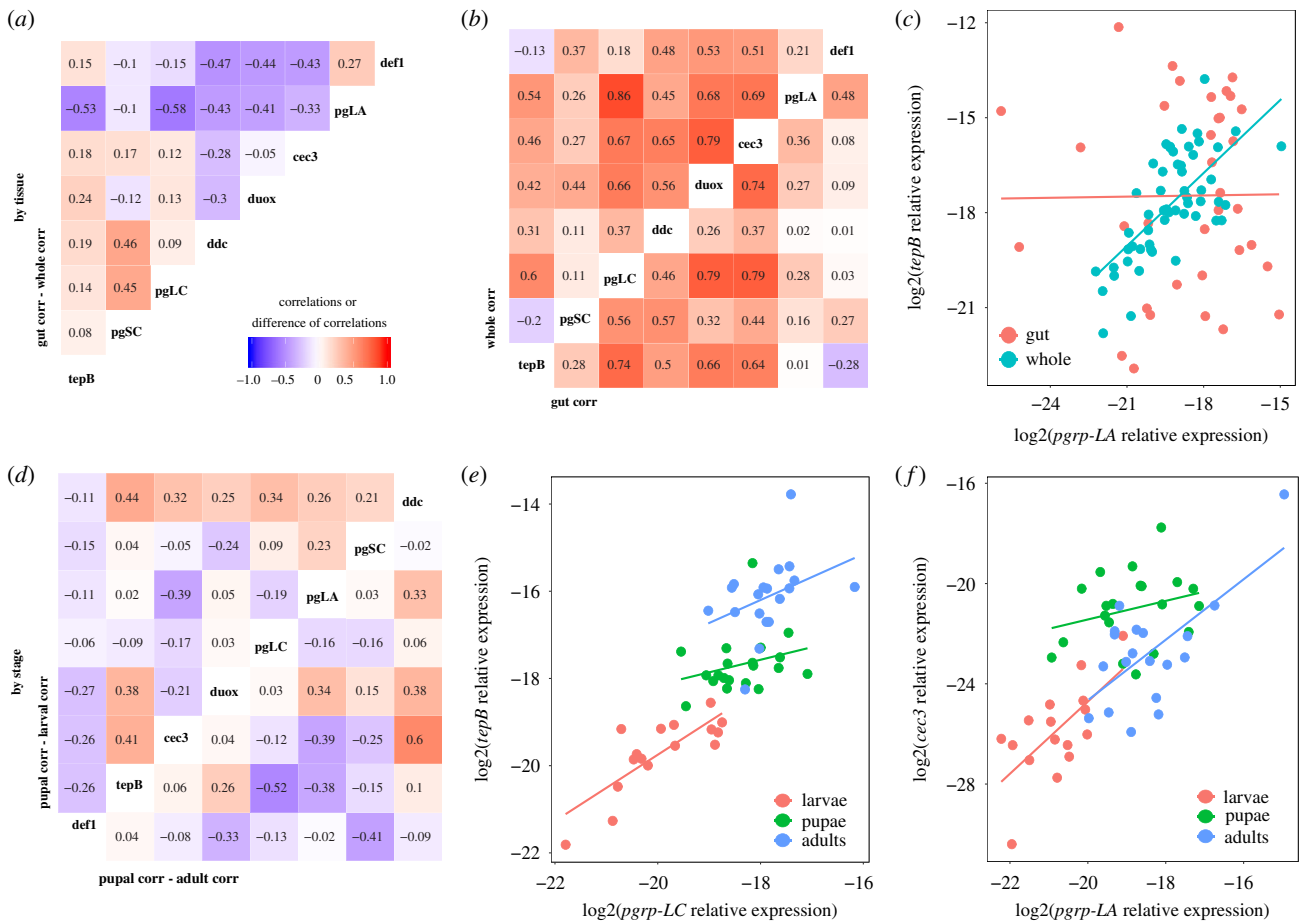 (a)
0.15 −0.1 −0.15 −0.47 −0.44 −0.43 0.27 def1
−0.53 −0.1 −0.58 −0.43 −0.41 −0.33 pgLA
0.18 0.17 0.12 −0.28 −0.05 cec3
0.24 −0.12 0.13 −0.3 duox
0.19 0.46 0.09 ddc
0.14 0.45 pgLC
0.08 pgSC
tepB
by tissue
gut corr - whole corr
correlations or
difference of correlations
−1.0 −0.5 0 0.5 1.0
(b)
−0.13 0.37 0.18 0.48 0.53 0.51 0.21 def1
0.54 0.26 0.86 0.45 0.68 0.69 pgLA 0.48
0.46 0.27 0.67 0.65 0.79 cec3 0.36 0.08
0.42 0.44 0.66 0.56 duox 0.74 0.27 0.09
0.31 0.11 0.37 ddc 0.26 0.37 0.02 0.01
0.6 0.11 pgLC 0.46 0.79 0.79 0.28 0.03
−0.2 pgSC 0.56 0.57 0.32 0.44 0.16 0.27
tepB 0.28 0.74 0.5 0.66 0.64 0.01 −0.28
whole corr
gut corr
(c)
−12
−15
−18
−21
log2(tepB relative expression)
gut
whole
−24 −21 −18 −15
log2(pgrp-LA relative expression)
(d)
−0.11 0.44 0.32 0.25 0.34 0.26 0.21 ddc
−0.15 0.04 −0.05 −0.24 0.09 0.23 pgSC −0.02
−0.11 0.02 −0.39 0.05 −0.19 pgLA 0.03 0.33
−0.06 −0.09 −0.17 0.03 pgLC −0.16 −0.16 0.06
−0.27 0.38 −0.21 duox 0.03 0.34 0.15 0.38
−0.26 0.41 cec3 0.04 −0.12 −0.39 −0.25 0.6
−0.26 tepB 0.06 0.26 −0.52 −0.38 −0.15 0.1
def1 0.04 −0.08 −0.33 −0.13 −0.02 −0.41 −0.09
by stage
pupal corr - larval corr
pupal corr - adult corr
(e)
−14
−16
−18
−20
−22
log2(tepB relative expression)
larvae
pupae
adults
−22 −20 −18 −16
log2(pgrp-LC relative expression)
(f)
−16
−20
−24
−28
log2(cec3 relative expression)
larvae
pupae
adults
−22 −20 −18 −16
log2(pgrp-LA relative expression)